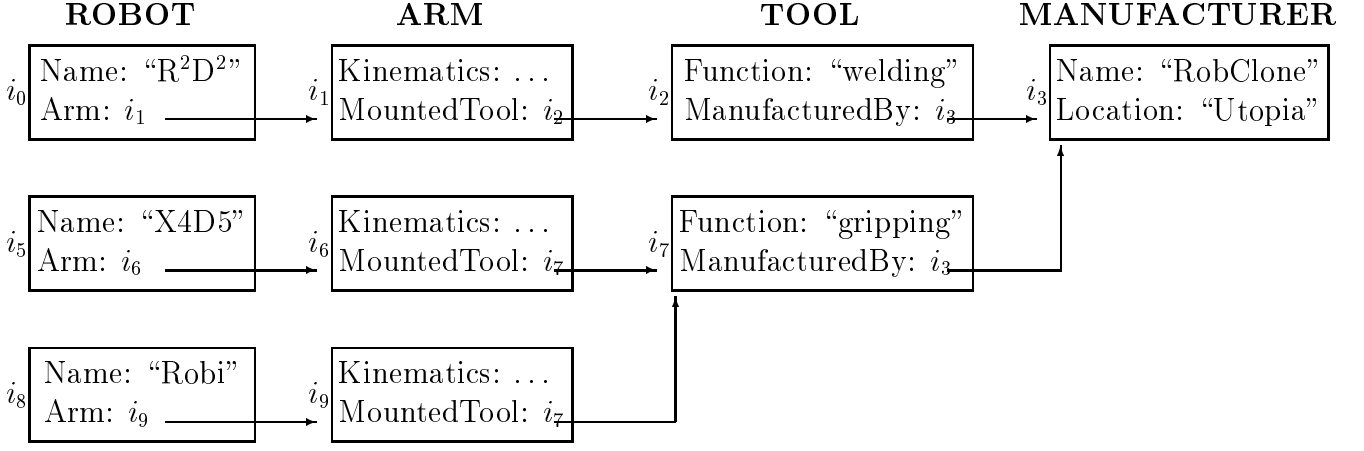 ROBOT ARM TOOL MANUFACTURER
i₀ Name: “R²D²” i₁ Kinematics: ... i₂ Function: “welding” i₃ Name: “RobClone”
Arm: i₁ MountedTool: i₂ ManufacturedBy: i₃ Location: “Utopia”
i₅ Name: “X4D5” i₆ Kinematics: ... i₇ Function: “gripping”
Arm: i₆ MountedTool: i₇ ManufacturedBy: i₃
i₈ Name: “Robi” i₉ Kinematics: ...
Arm: i₉ MountedTool: i₇